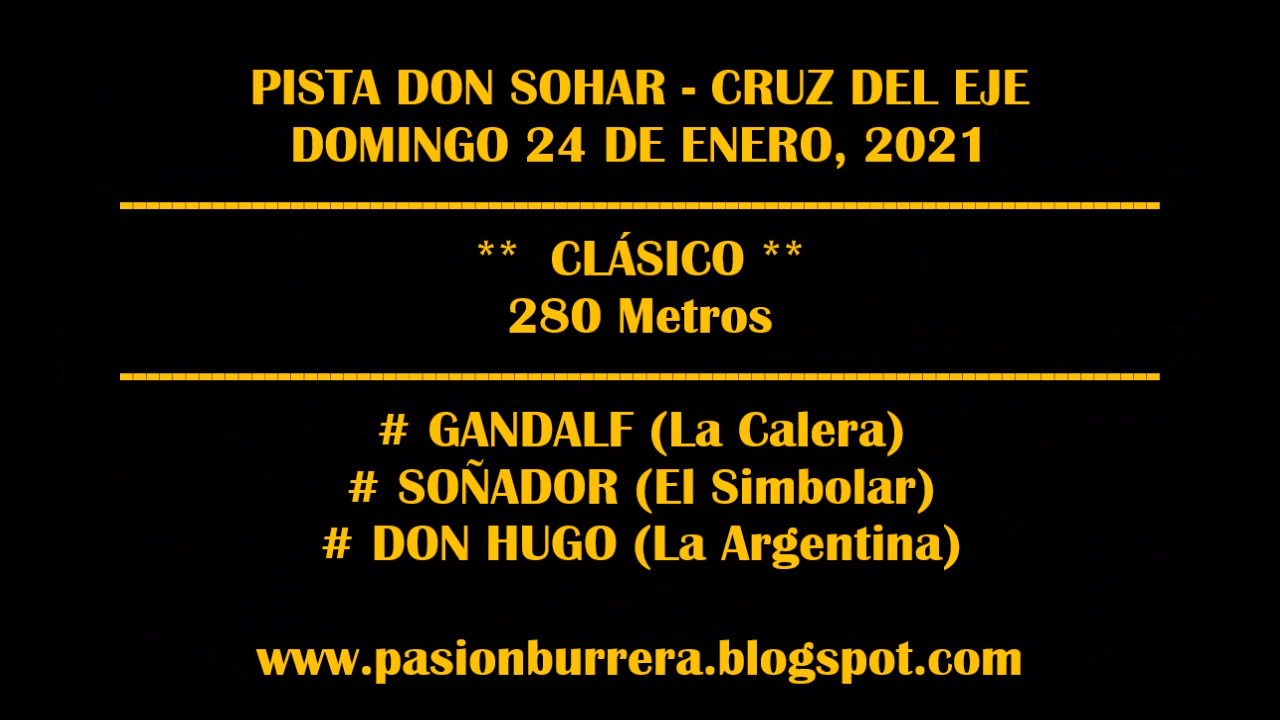 PISTA DON SOHAR - CRUZ DEL EJE
DOMINGO 24 DE ENERO, 2021
** CLÁSICO **
280 Metros
# GANDALF (La Calera)
# SOÑADOR (El Simbolar)
# DON HUGO (La Argentina)
www.pasionburrera.blogspot.com